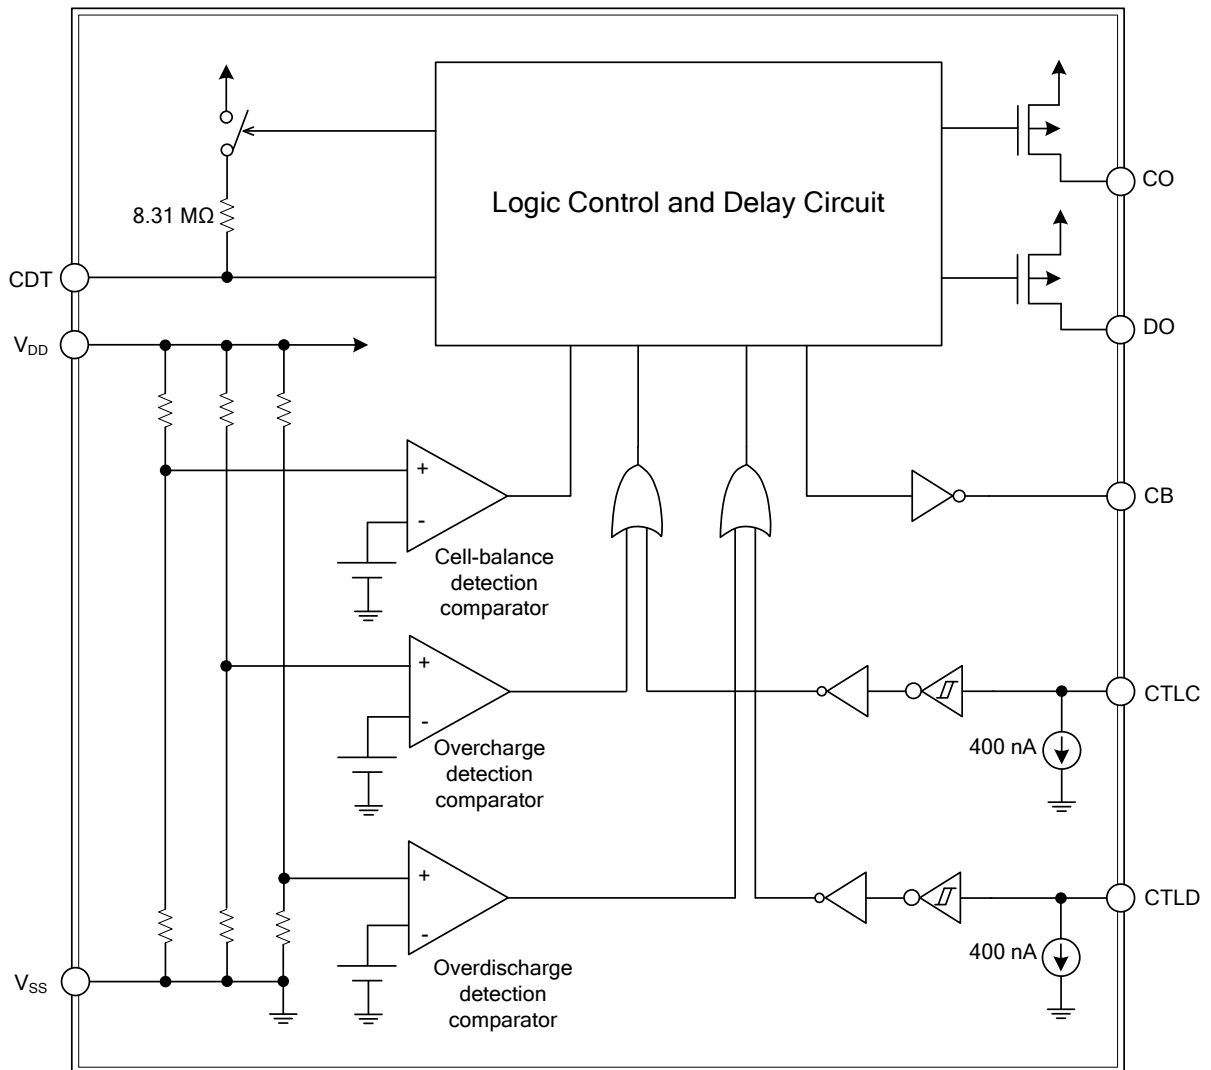 Logic Control and Delay Circuit
CO
8.31 MΩ
CDT
DO
VDD
+
-
CB
Cell-balance
detection
comparator
+
-
CTLC
400 nA
Overcharge
detection
comparator
+
-
CTLD
400 nA
Overdischarge
detection
comparator
VSS